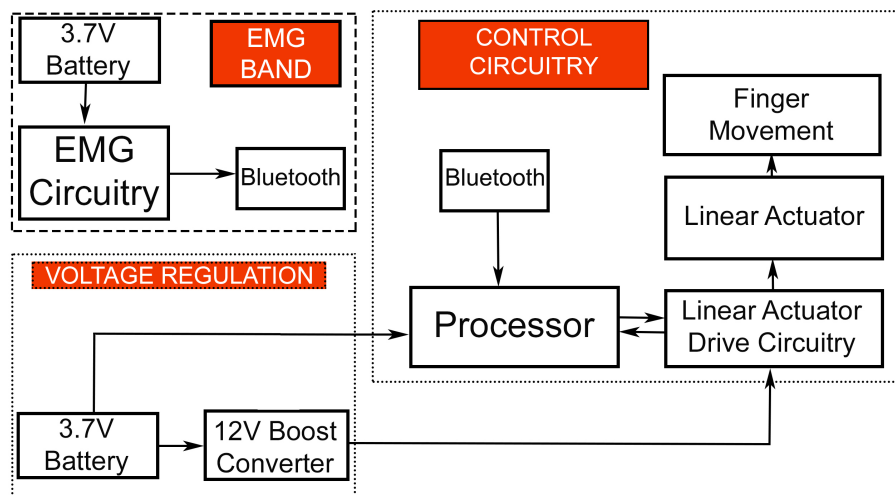 3.7V
Battery
EMG
BAND
EMG
Circuitry
Bluetooth
CONTROL
CIRCUITRY
Finger
Movement
Bluetooth
Linear Actuator
Processor
Linear Actuator
Drive Circuitry
VOLTAGE REGULATION
3.7V
Battery
12V Boost
Converter